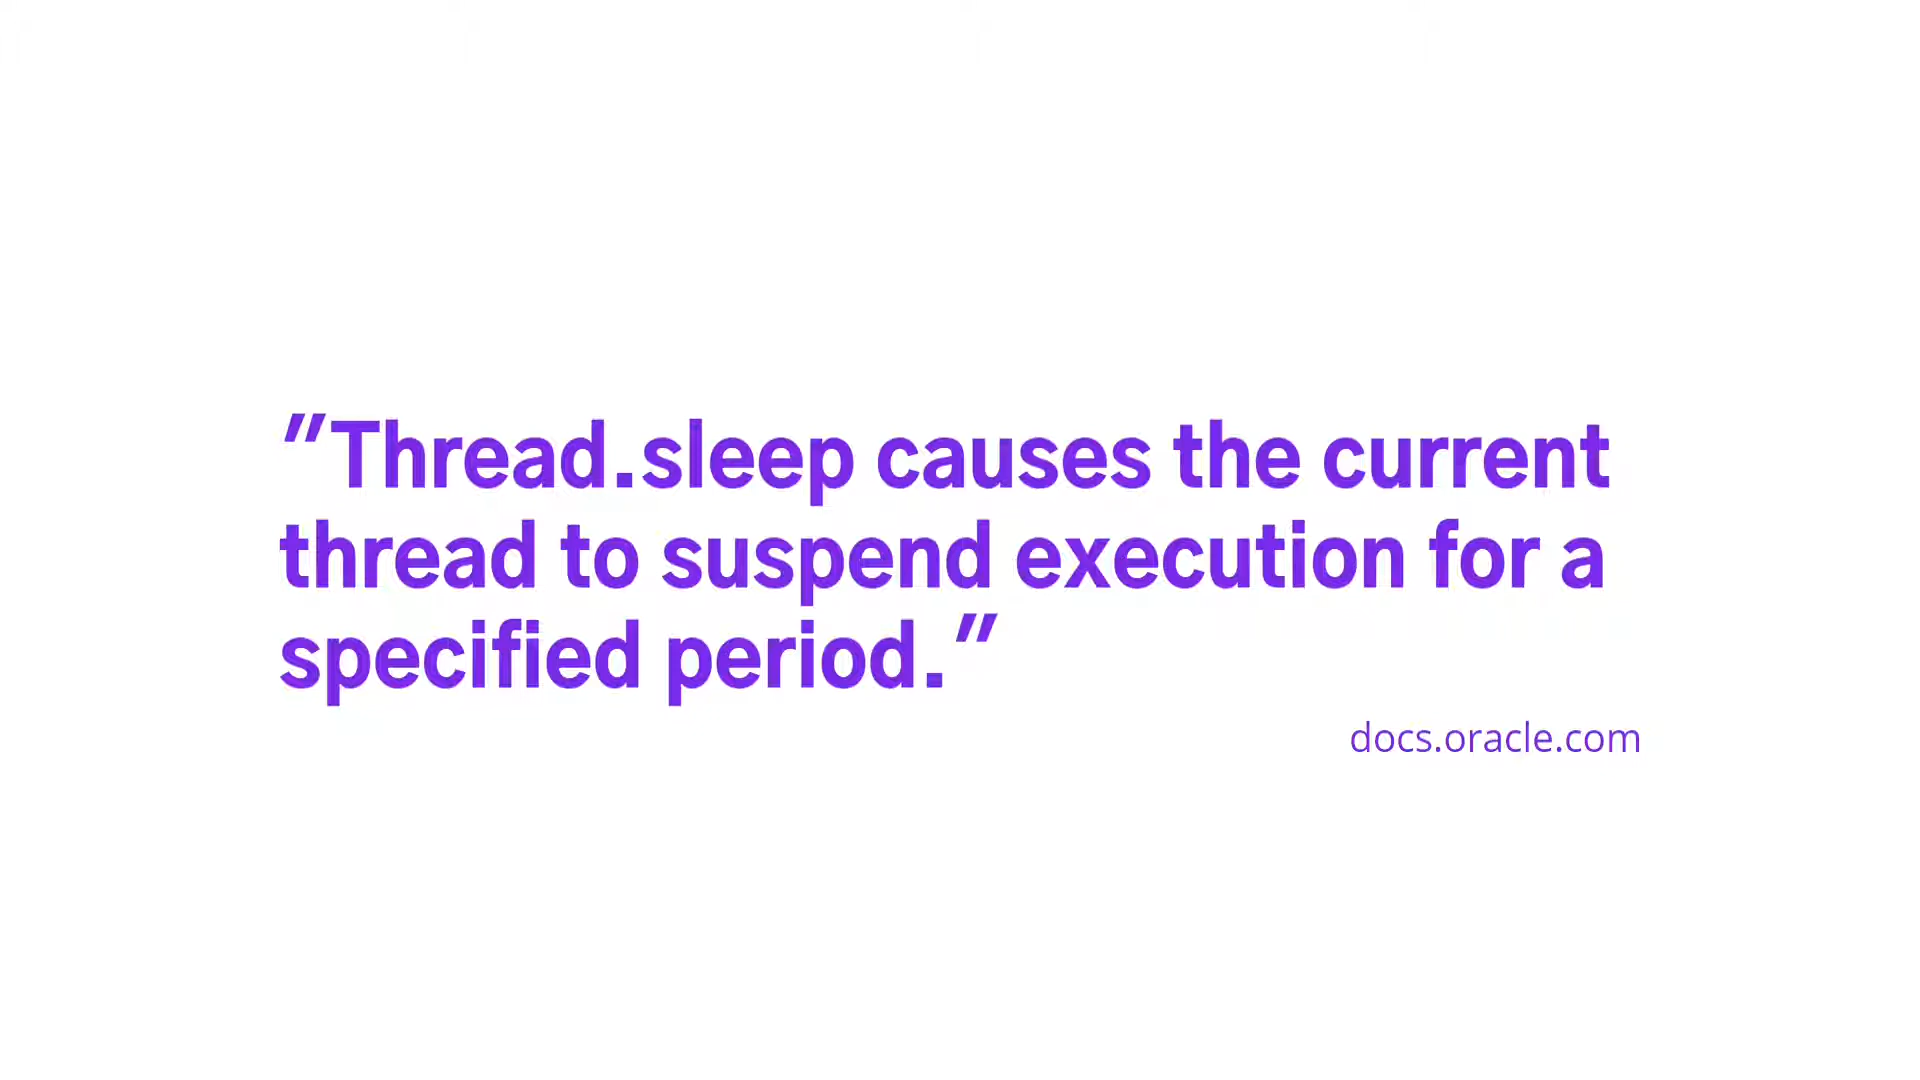 "Thread.sleep causes the current
thread to suspend execution for a
specified period."
docs.oracle.com